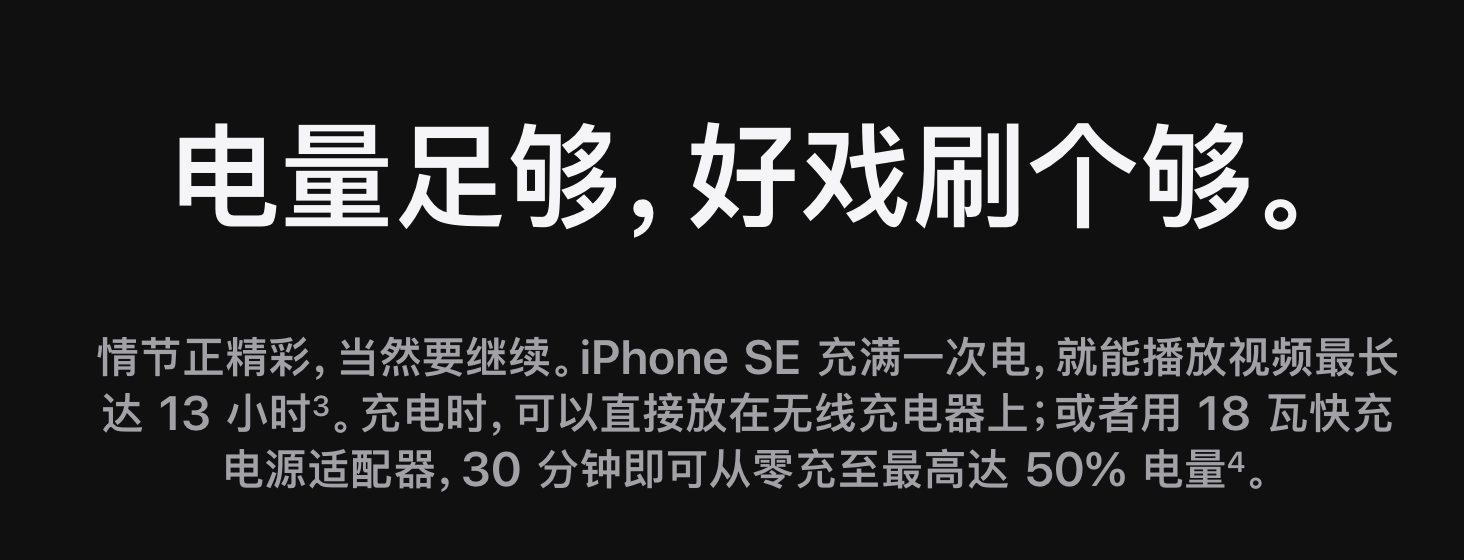 电量足够，好戏刷个够。
情节正精彩，当然要继续。iPhone SE 充满一次电，就能播放视频最长
达 13 小时³。充电时，可以直接放在无线充电器上；或者用 18 瓦快充
电源适配器，30 分钟即可从零充至最高达 50% 电量⁴。